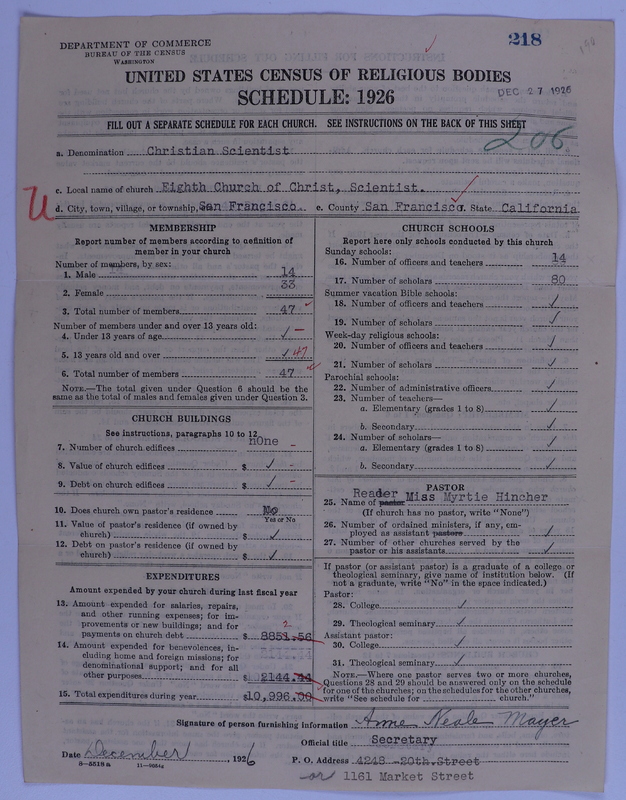 DEPARTMENT OF COMMERCE
BUREAU OF THE CENSUS
WASHINGTON
218
UNITED STATES CENSUS OF RELIGIOUS BODIES
SCHEDULE: 1926
DEC 27 1926
FILL OUT A SEPARATE SCHEDULE FOR EACH CHURCH. SEE INSTRUCTIONS ON THE BACK OF THIS SHEET
206
a. Denomination Christian Scientist
c. Local name of church Eighth Church of Christ, Scientist.
U
d. City, town, village, or township, San Francisco e. County San Francisco f. State California
MEMBERSHIP
Report number of members according to definition of
member in your church
Number of members, by sex:
1. Male 14
2. Female 33
3. Total number of members 47
Number of members under and over 13 years old:
4. Under 13 years of age ✓ –
5. 13 years old and over ✓ 47
6. Total number of members 47
NOTE.—The total given under Question 6 should be the
same as the total of males and females given under Question 3.
CHURCH BUILDINGS
See instructions, paragraphs 10 to 12
7. Number of church edifices none –
8. Value of church edifices $ ✓ –
9. Debt on church edifices $ ✓ –
10. Does church own pastor's residence No
Yes or No
11. Value of pastor's residence (if owned by
church) $ ✓
12. Debt on pastor's residence (if owned by
church) $ ✓
EXPENDITURES
Amount expended by your church during last fiscal year
13. Amount expended for salaries, repairs,
and other running expenses; for im-
provements or new buildings; and for
payments on church debt $ 8851.56
2
14. Amount expended for benevolences, in-
cluding home and foreign missions; for
denominational support; and for all
other purposes $ 2144.44
15. Total expenditures during year $10,996.00
CHURCH SCHOOLS
Report here only schools conducted by this church
Sunday schools:
16. Number of officers and teachers 14
17. Number of scholars 80
Summer vacation Bible schools:
18. Number of officers and teachers ✓
19. Number of scholars ✓
Week-day religious schools:
20. Number of officers and teachers ✓
21. Number of scholars ✓
Parochial schools:
22. Number of administrative officers ✓
23. Number of teachers—
a. Elementary (grades 1 to 8) ✓
b. Secondary ✓
24. Number of scholars—
a. Elementary (grades 1 to 8) ✓
b. Secondary ✓
PASTOR
Reader
25. Name of pastor Miss Myrtie Hincher
(If church has no pastor, write "None")
26. Number of ordained ministers, if any, em-
ployed as assistant pastors ✓
27. Number of other churches served by the
pastor or his assistants ✓
If pastor (or assistant pastor) is a graduate of a college or
theological seminary, give name of institution below. (If
not a graduate, write "No" in the space indicated.)
Pastor:
28. College ✓
29. Theological seminary ✓
Assistant pastor:
30. College ✓
31. Theological seminary ✓
NOTE.—Where one pastor serves two or more churches,
Questions 28 and 29 should be answered only on the schedule
for one of the churches; on the schedules for the other churches,
write "See schedule for church."
Signature of person furnishing information Anne Keale Mayer
Official title Secretary
Date December, 1926 P. O. Address 4248 -20th. Street
8-5518 a 11-9084a
or 1161 Market Street